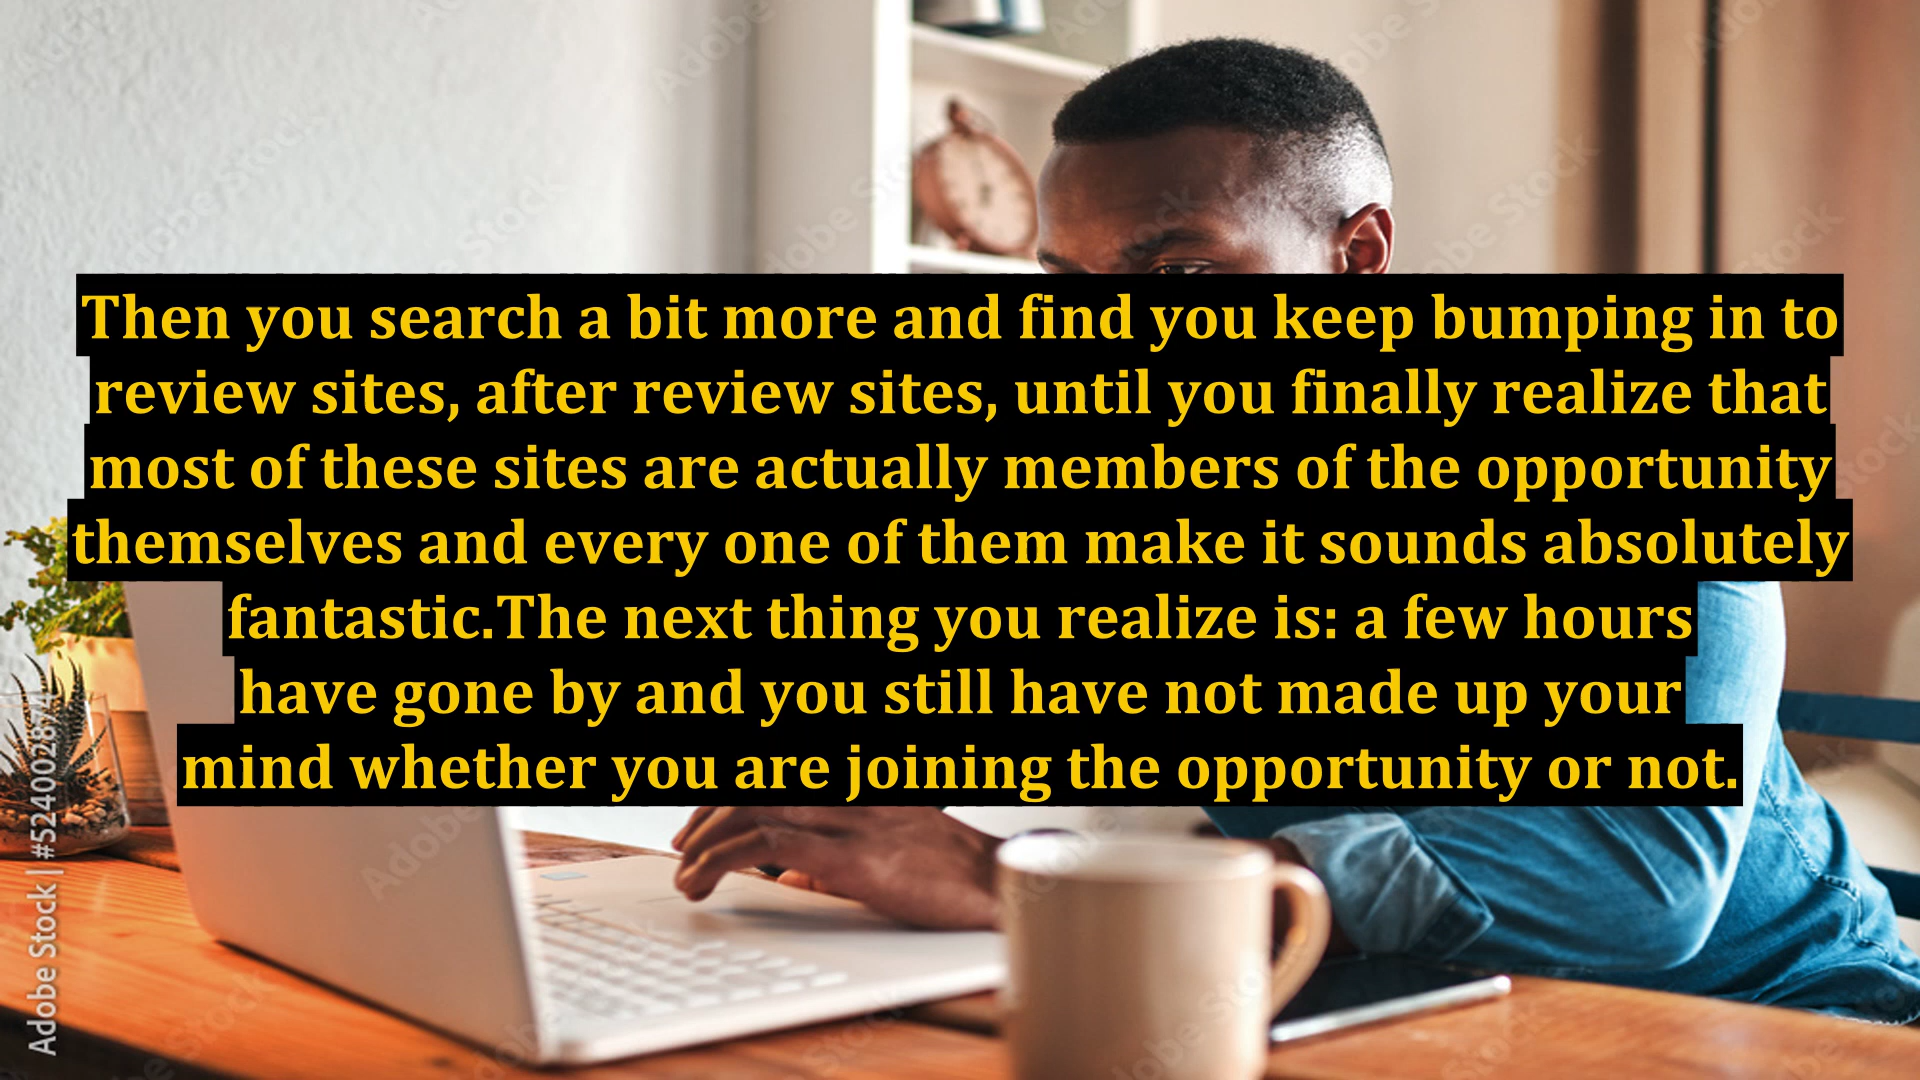 Then you search a bit more and find you keep bumping in to
review sites, after review sites, until you finally realize that
most of these sites are actually members of the opportunity
themselves and every one of them make it sounds absolutely
fantastic.The next thing you realize is: a few hours
have gone by and you still have not made up your
mind whether you are joining the opportunity or not.
Adobe Stock | #524002874